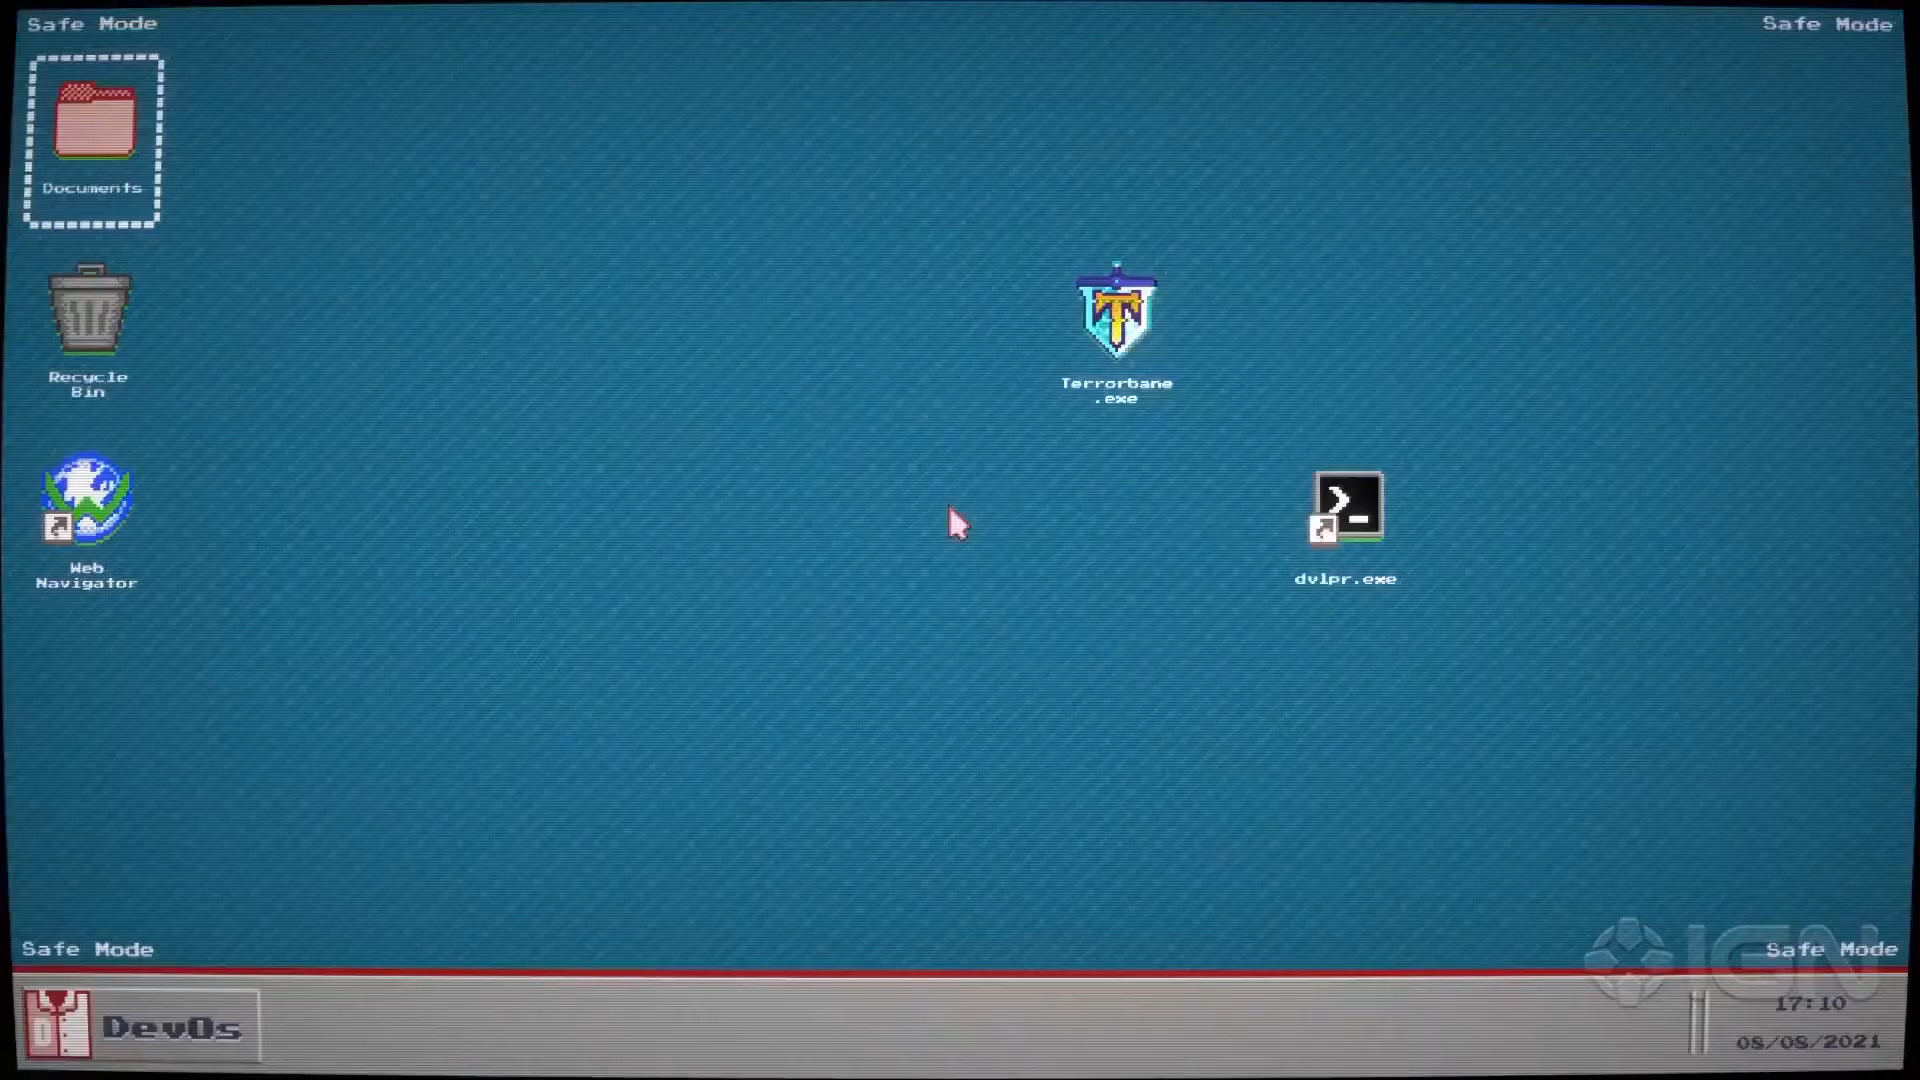 Safe Mode
Safe Mode
Documents
Recycle
Bin
Terrorbane
.exe
Web
Navigator
dvlpr.exe
Safe Mode
Safe Mode
IGN
DevOs
17:10
08/08/2021